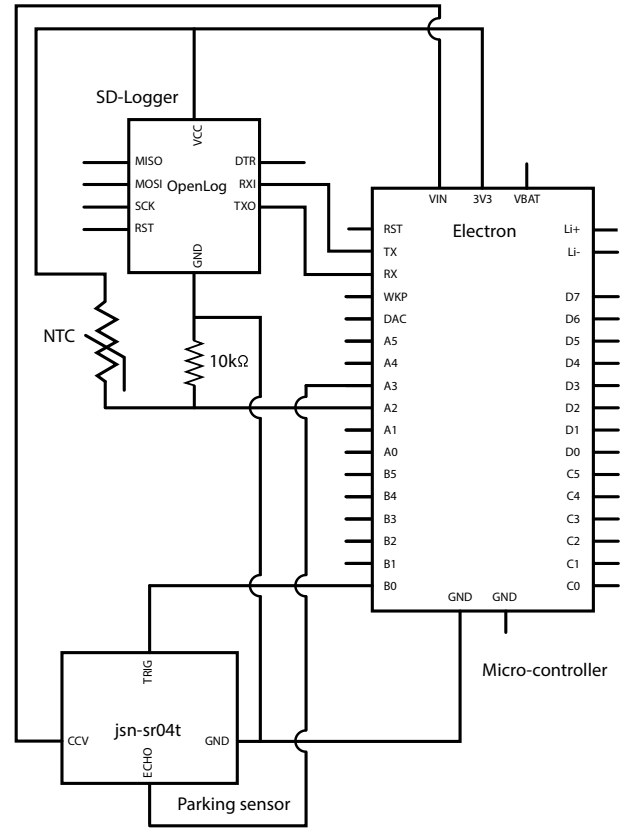 SD-Logger
VCC
MISO
MOSI
SCK
RST
OpenLog
DTR
RXI
TXO
GND
NTC
10kΩ
VIN
3V3
VBAT
Electron
RST
TX
RX
WKP
DAC
A5
A4
A3
A2
A1
A0
B5
B4
B3
B2
B1
B0
Li+
Li-
D7
D6
D5
D4
D3
D2
D1
D0
C5
C4
C3
C2
C1
C0
GND
GND
Micro-controller
TRIG
jsn-sr04t
CCV
GND
ECHO
Parking sensor